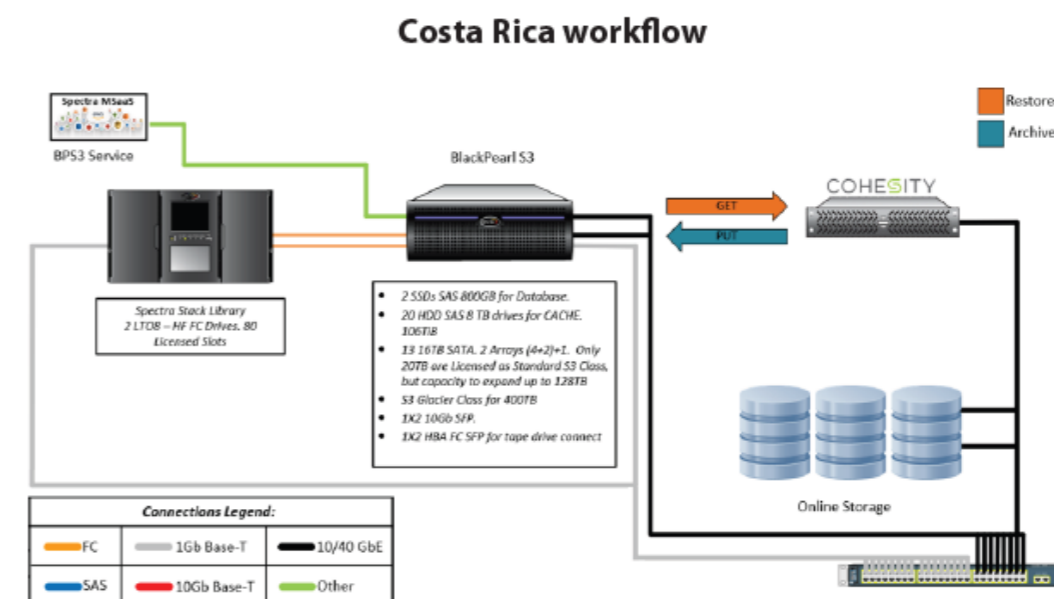 Costa Rica workflow
Spectra MSaaS
BPS3 Service
BlackPearl S3
Restore
Archive
COHESITY
GET
PUT
Spectra Stack Library
2 LTO8 – HF FC Drives. 80
Licensed Slots
• 2 SSDs SAS 800GB for Database.
• 20 HDD SAS 8 TB drives for CACHE.
106TiB
• 13 16TB SATA. 2 Arrays (4+2)+1. Only
20TB are Licensed as Standard S3 Class,
but capacity to expand up to 128TB
• S3 Glacier Class for 400TB
• 1X2 10Gb SFP.
• 1X2 HBA FC SFP for tape drive connect
Online Storage
Connections Legend:
FC
1Gb Base-T
10/40 GbE
SAS
10Gb Base-T
Other